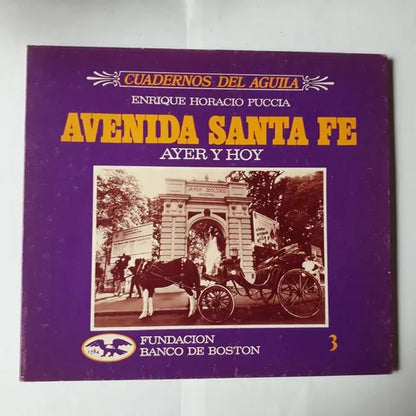 CUADERNOS DEL AGUILA
ENRIQUE HORACIO PUCCIA
AVENIDA SANTA FE
AYER Y HOY
JARDIN ZOOLOGICO
1784
FUNDACION
BANCO DE BOSTON
3